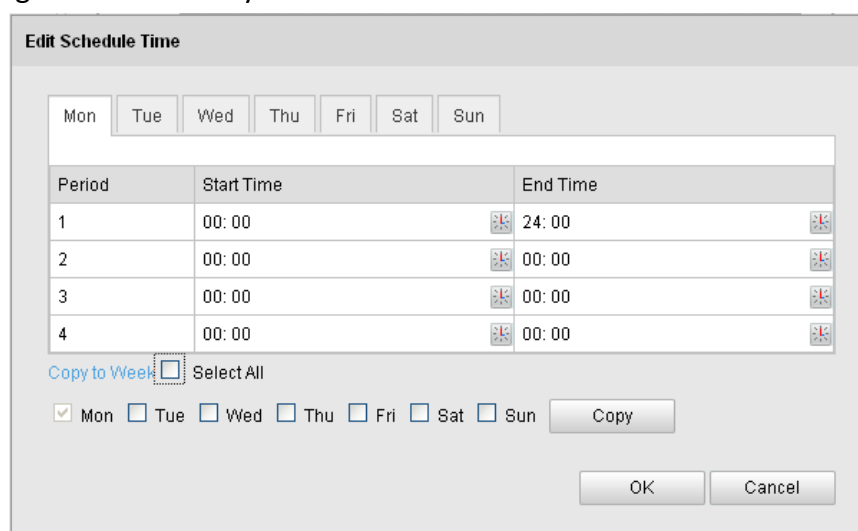 Edit Schedule Time
Mon Tue Wed Thu Fri Sat Sun
Period Start Time End Time
1 00: 00 24: 00
2 00: 00 00: 00
3 00: 00 00: 00
4 00: 00 00: 00
Copy to Week Select All
Mon Tue Wed Thu Fri Sat Sun Copy
OK Cancel